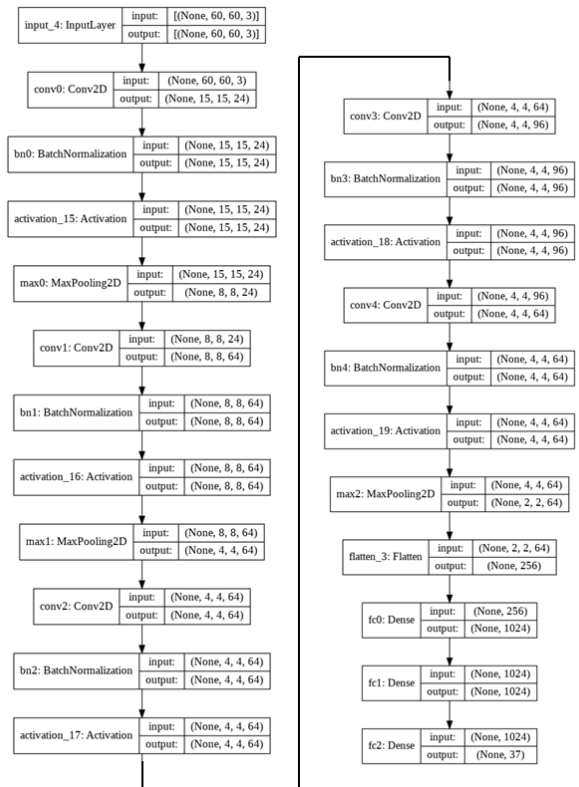 input_4: InputLayer input: [(None, 60, 60, 3)]
output: [(None, 60, 60, 3)]
conv0: Conv2D input: (None, 60, 60, 3)
output: (None, 15, 15, 24)
bn0: BatchNormalization input: (None, 15, 15, 24)
output: (None, 15, 15, 24)
activation_15: Activation input: (None, 15, 15, 24)
output: (None, 15, 15, 24)
max0: MaxPooling2D input: (None, 15, 15, 24)
output: (None, 8, 8, 24)
conv1: Conv2D input: (None, 8, 8, 24)
output: (None, 8, 8, 64)
bn1: BatchNormalization input: (None, 8, 8, 64)
output: (None, 8, 8, 64)
activation_16: Activation input: (None, 8, 8, 64)
output: (None, 8, 8, 64)
max1: MaxPooling2D input: (None, 8, 8, 64)
output: (None, 4, 4, 64)
conv2: Conv2D input: (None, 4, 4, 64)
output: (None, 4, 4, 64)
bn2: BatchNormalization input: (None, 4, 4, 64)
output: (None, 4, 4, 64)
activation_17: Activation input: (None, 4, 4, 64)
output: (None, 4, 4, 64)
conv3: Conv2D input: (None, 4, 4, 64)
output: (None, 4, 4, 96)
bn3: BatchNormalization input: (None, 4, 4, 96)
output: (None, 4, 4, 96)
activation_18: Activation input: (None, 4, 4, 96)
output: (None, 4, 4, 96)
conv4: Conv2D input: (None, 4, 4, 96)
output: (None, 4, 4, 64)
bn4: BatchNormalization input: (None, 4, 4, 64)
output: (None, 4, 4, 64)
activation_19: Activation input: (None, 4, 4, 64)
output: (None, 4, 4, 64)
max2: MaxPooling2D input: (None, 4, 4, 64)
output: (None, 2, 2, 64)
flatten_3: Flatten input: (None, 2, 2, 64)
output: (None, 256)
fc0: Dense input: (None, 256)
output: (None, 1024)
fc1: Dense input: (None, 1024)
output: (None, 1024)
fc2: Dense input: (None, 1024)
output: (None, 37)